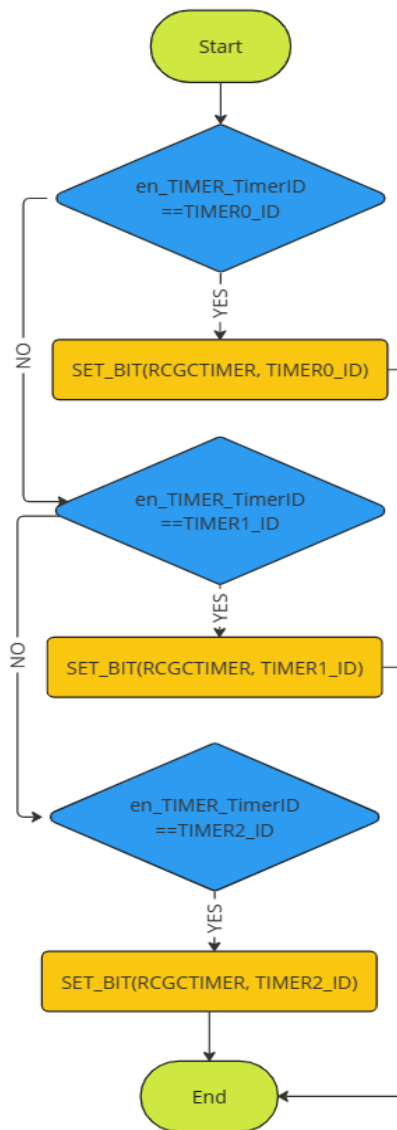 Start
en_TIMER_TimerID
==TIMER0_ID
YES
NO
SET_BIT(RCGCTIMER, TIMER0_ID)
en_TIMER_TimerID
==TIMER1_ID
YES
NO
SET_BIT(RCGCTIMER, TIMER1_ID)
en_TIMER_TimerID
==TIMER2_ID
YES
SET_BIT(RCGCTIMER, TIMER2_ID)
End